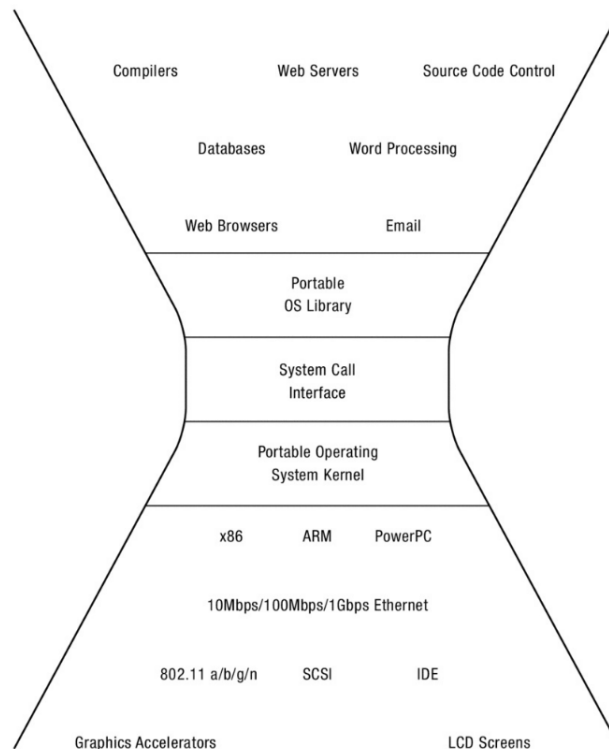 Compilers Web Servers Source Code Control
Databases Word Processing
Web Browsers Email
Portable
OS Library
System Call
Interface
Portable Operating
System Kernel
x86 ARM PowerPC
10Mbps/100Mbps/1Gbps Ethernet
802.11 a/b/g/n SCSI IDE
Graphics Accelerators LCD Screens